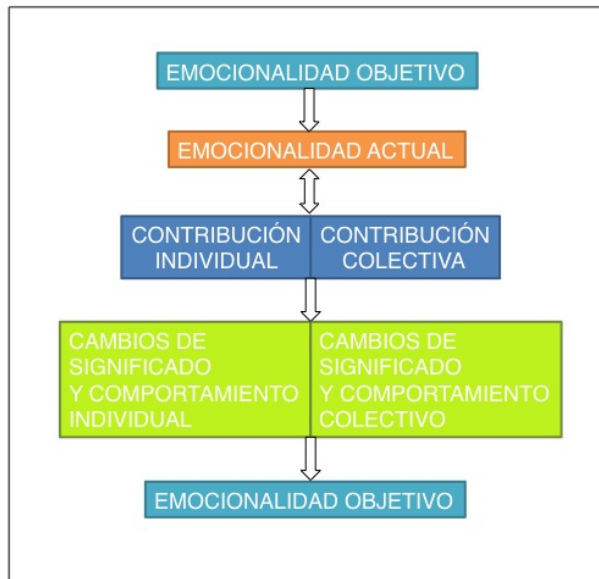 EMOCIONALIDAD OBJETIVO
EMOCIONALIDAD ACTUAL
CONTRIBUCIÓN
INDIVIDUAL
CONTRIBUCIÓN
COLECTIVA
CAMBIOS DE
SIGNIFICADO
Y COMPORTAMIENTO
INDIVIDUAL
CAMBIOS DE
SIGNIFICADO
Y COMPORTAMIENTO
COLECTIVO
EMOCIONALIDAD OBJETIVO